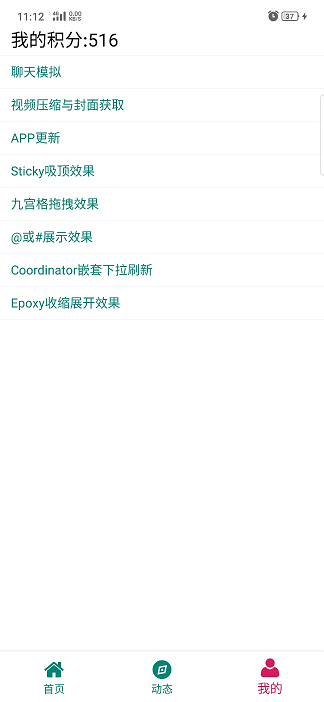 11:12 4G 0.00 KB/S 37
我的积分:516
聊天模拟
视频压缩与封面获取
APP更新
Sticky吸顶效果
九宫格拖拽效果
@或#展示效果
Coordinator嵌套下拉刷新
Epoxy收缩展开效果
首页 动态 我的